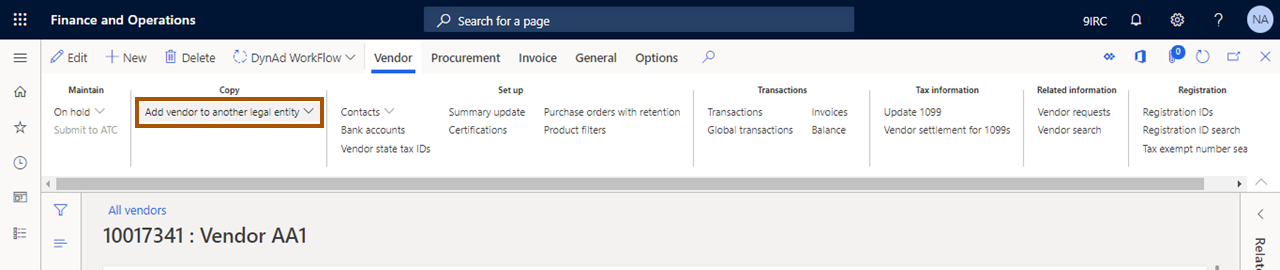 Finance and Operations
Search for a page
9IRC
?
NA
Edit
New
Delete
DynAd WorkFlow
Vendor
Procurement
Invoice
General
Options
0
Maintain
On hold
Submit to ATC
Copy
Add vendor to another legal entity
Set up
Contacts
Bank accounts
Vendor state tax IDs
Summary update
Certifications
Purchase orders with retention
Product filters
Transactions
Transactions
Global transactions
Invoices
Balance
Tax information
Update 1099
Vendor settlement for 1099s
Related information
Vendor requests
Vendor search
Registration
Registration IDs
Registration ID search
Tax exempt number sea
All vendors
10017341 : Vendor AA1
Relate